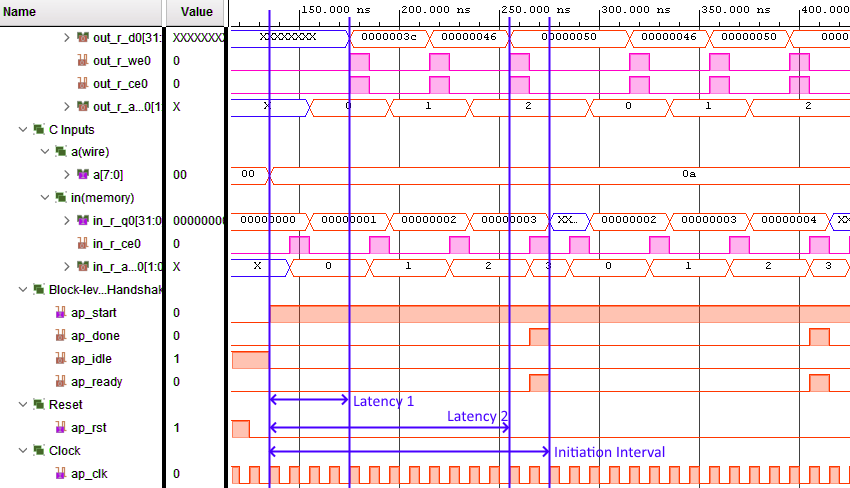 Name Value 150.000 ns 200.000 ns 250.000 ns 300.000 ns 350.000 ns 400.000
out_r_d0[31: XXXXXXXX XXXXXXXX 0000003c 00000046 00000050 00000046 00000050 0000
out_r_we0 0
out_r_ce0 0
out_r_a...0[1 X X 0 1 2 0 1 2
C Inputs
a(wire)
a[7:0] 00 00 0a
in(memory)
in_r_q0[31:0 00000000 00000000 00000001 00000002 00000003 XX... 00000002 00000003 00000004 XX
in_r_ce0 0
in_r_a...0[1:0 X X 0 1 2 3 0 1 2 3
Block-lev...Handshak
ap_start 0
ap_done 0
ap_idle 1
ap_ready 0
Reset
Latency 1
Latency 2
ap_rst 1
Clock
Initiation Interval
ap_clk 0